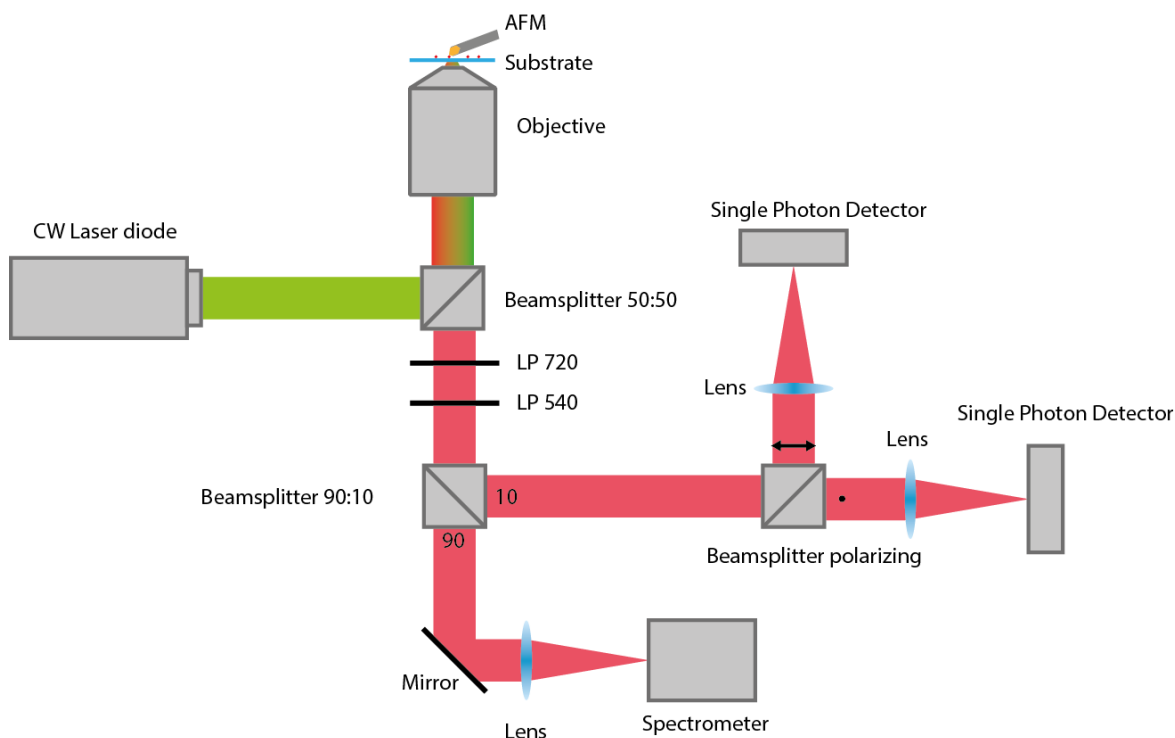 AFM
Substrate
Objective
CW Laser diode
Single Photon Detector
Beamsplitter 50:50
LP 720
LP 540
Lens
Lens
Single Photon Detector
Beamsplitter 90:10
10
90
Beamsplitter polarizing
Mirror
Lens
Spectrometer